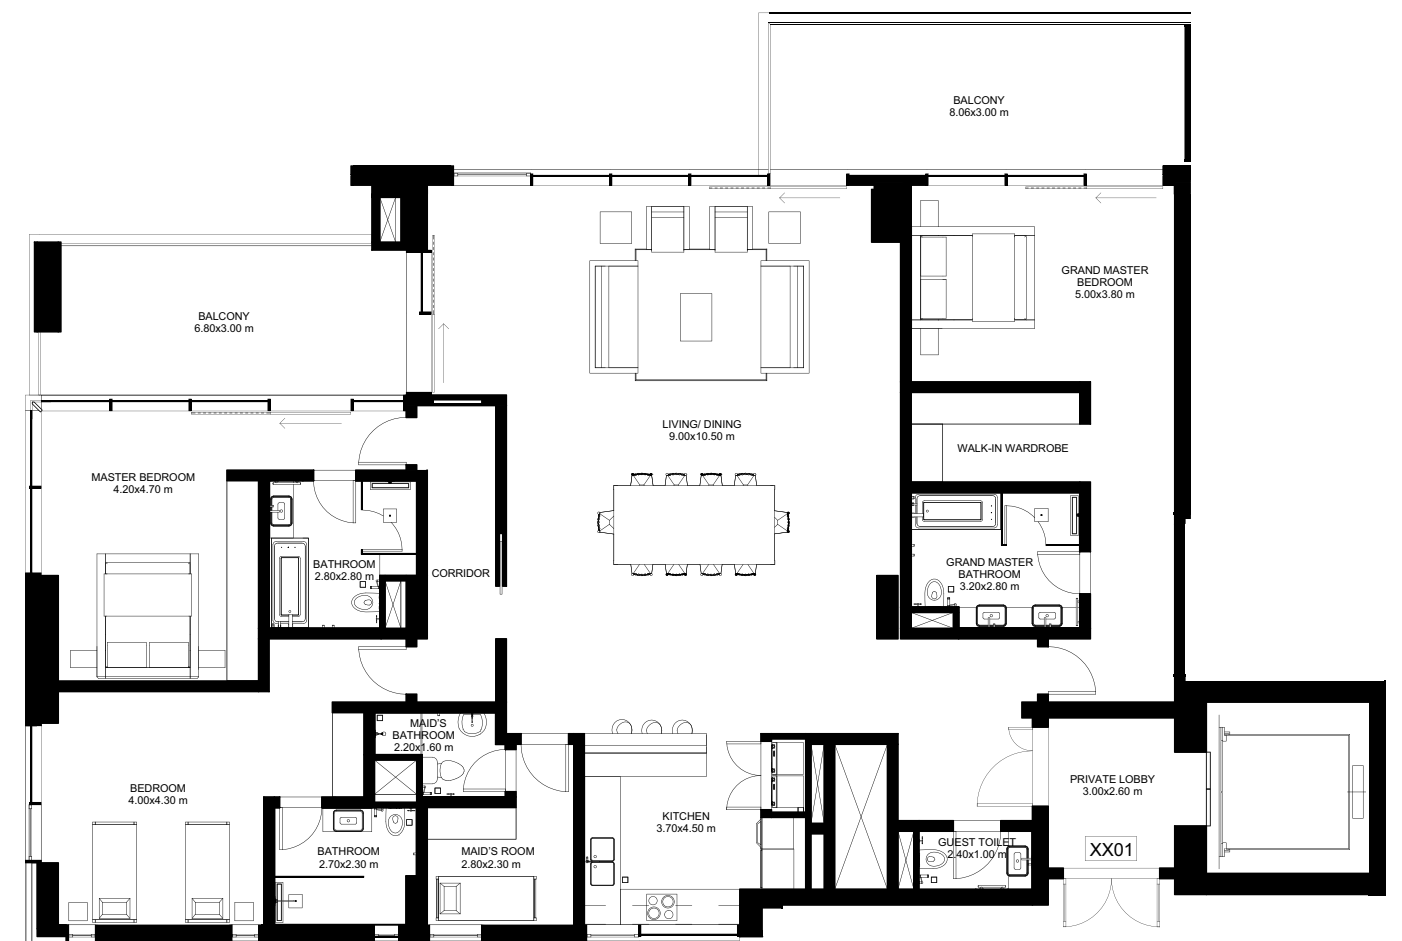 BALCONY
8.06x3.00 m
GRAND MASTER
BEDROOM
5.00x3.80 m
BALCONY
6.80x3.00 m
LIVING/ DINING
9.00x10.50 m
WALK-IN WARDROBE
MASTER BEDROOM
4.20x4.70 m
BATHROOM
2.80x2.80 m
CORRIDOR
GRAND MASTER
BATHROOM
3.20x2.80 m
MAID'S
BATHROOM
2.20x1.60 m
BEDROOM
4.00x4.30 m
PRIVATE LOBBY
3.00x2.60 m
KITCHEN
3.70x4.50 m
BATHROOM
2.70x2.30 m
MAID'S ROOM
2.80x2.30 m
GUEST TOILET
2.40x1.00 m
XX01